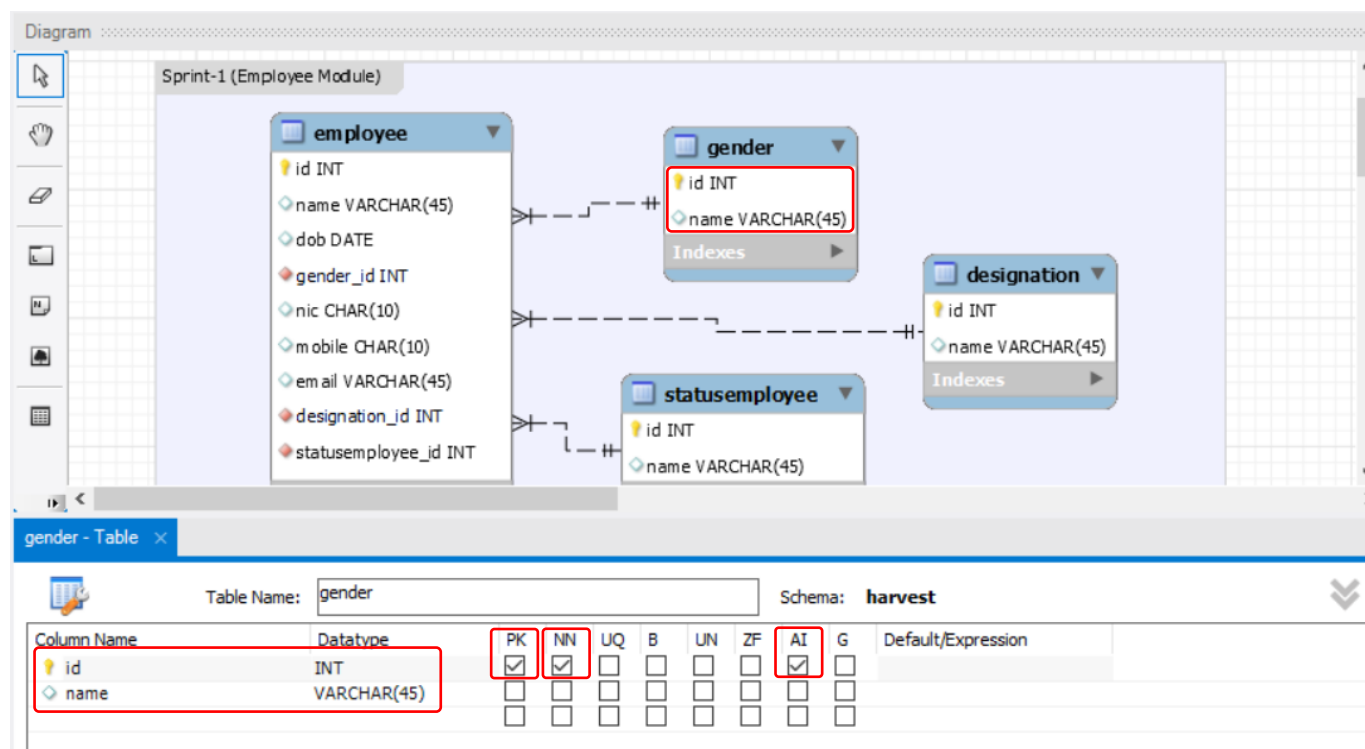 Diagram
Sprint-1 (Employee Module)
employee
id INT
name VARCHAR(45)
dob DATE
gender_id INT
nic CHAR(10)
mobile CHAR(10)
email VARCHAR(45)
designation_id INT
statusemployee_id INT
gender
id INT
name VARCHAR(45)
Indexes
designation
id INT
name VARCHAR(45)
Indexes
statusemployee
id INT
name VARCHAR(45)
gender - Table
Table Name: gender Schema: harvest
Column Name Datatype PK NN UQ B UN ZF AI G Default/Expression
id INT
name VARCHAR(45)